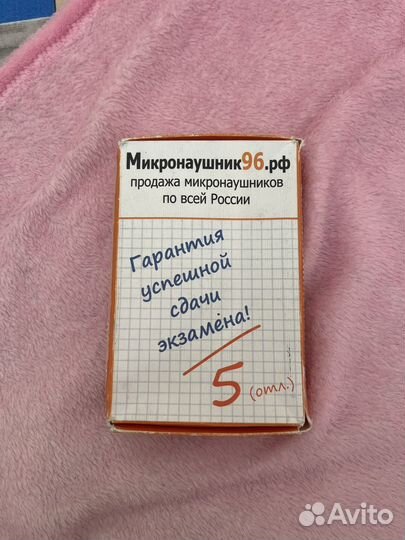 Микронаушник96.рф
продажа микронаушников
по всей России
Гарантия
успешной
сдачи
экзамена!
5 (отл.)
Avito